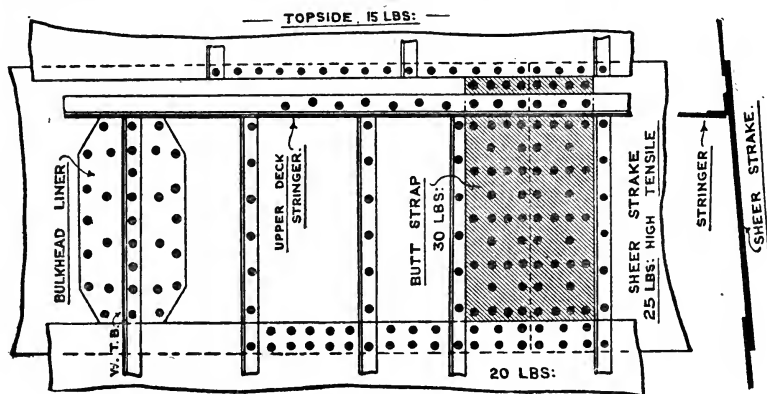 TOPSIDE, 15 LBS:
BULKHEAD LINER
W. T. B.
UPPER DECK
STRINGER.
BUTT STRAP
30 LBS:
SHEER STRAKE
25 LBS: HIGH TENSILE
20 LBS:
STRINGER
SHEER STRAKE.